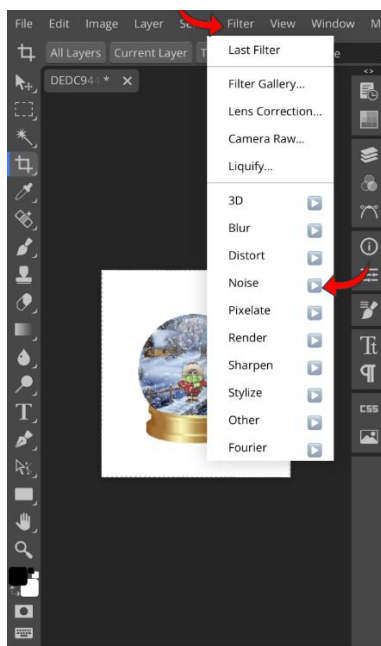 File Edit Image Layer Filter View Window
All Layers Current Layer
DEDC944 *
Last Filter
Filter Gallery...
Lens Correction...
Camera Raw...
Liquify...
3D
Blur
Distort
Noise
Pixelate
Render
Sharpen
Stylize
Other
Fourier
CSS